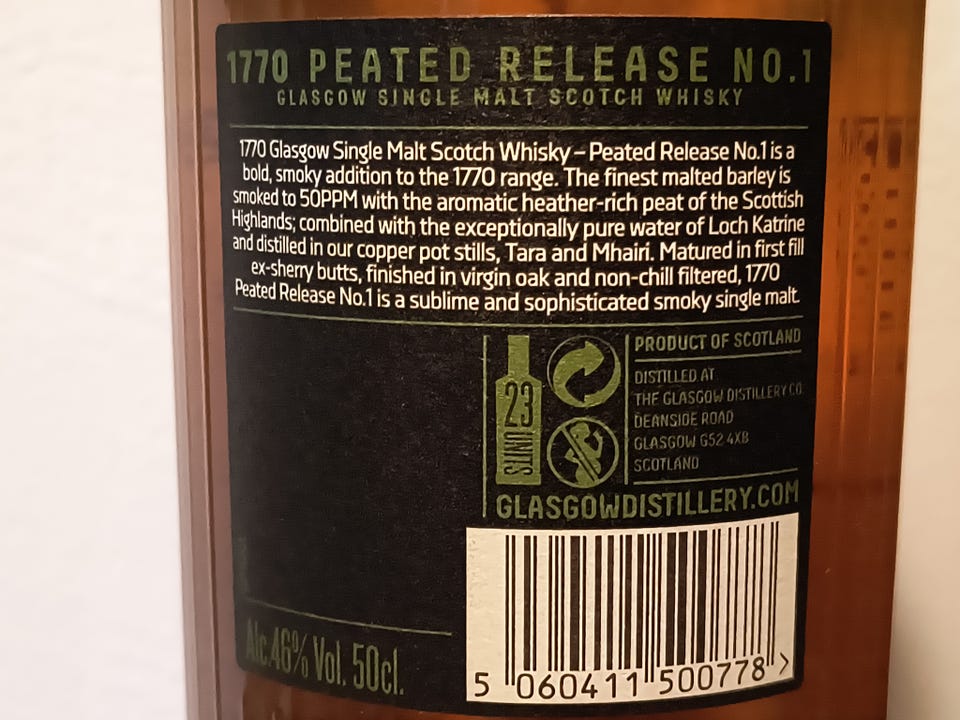 1770 PEATED RELEASE NO.1
GLASGOW SINGLE MALT SCOTCH WHISKY
1770 Glasgow Single Malt Scotch Whisky – Peated Release No.1 is a
bold, smoky addition to the 1770 range. The finest malted barley is
smoked to 50PPM with the aromatic heather-rich peat of the Scottish
Highlands; combined with the exceptionally pure water of Loch Katrine
and distilled in our copper pot stills, Tara and Mhairi. Matured in first fill
ex-sherry butts, finished in virgin oak and non-chill filtered, 1770
Peated Release No.1 is a sublime and sophisticated smoky single malt.
23
UNITS
PRODUCT OF SCOTLAND
DISTILLED AT
THE GLASGOW DISTILLERY CO.
DEANSIDE ROAD
GLASGOW G52 4XB
SCOTLAND
GLASGOWDISTILLERY.COM
Alc.46% Vol. 50cl.
5 060411 500778 >